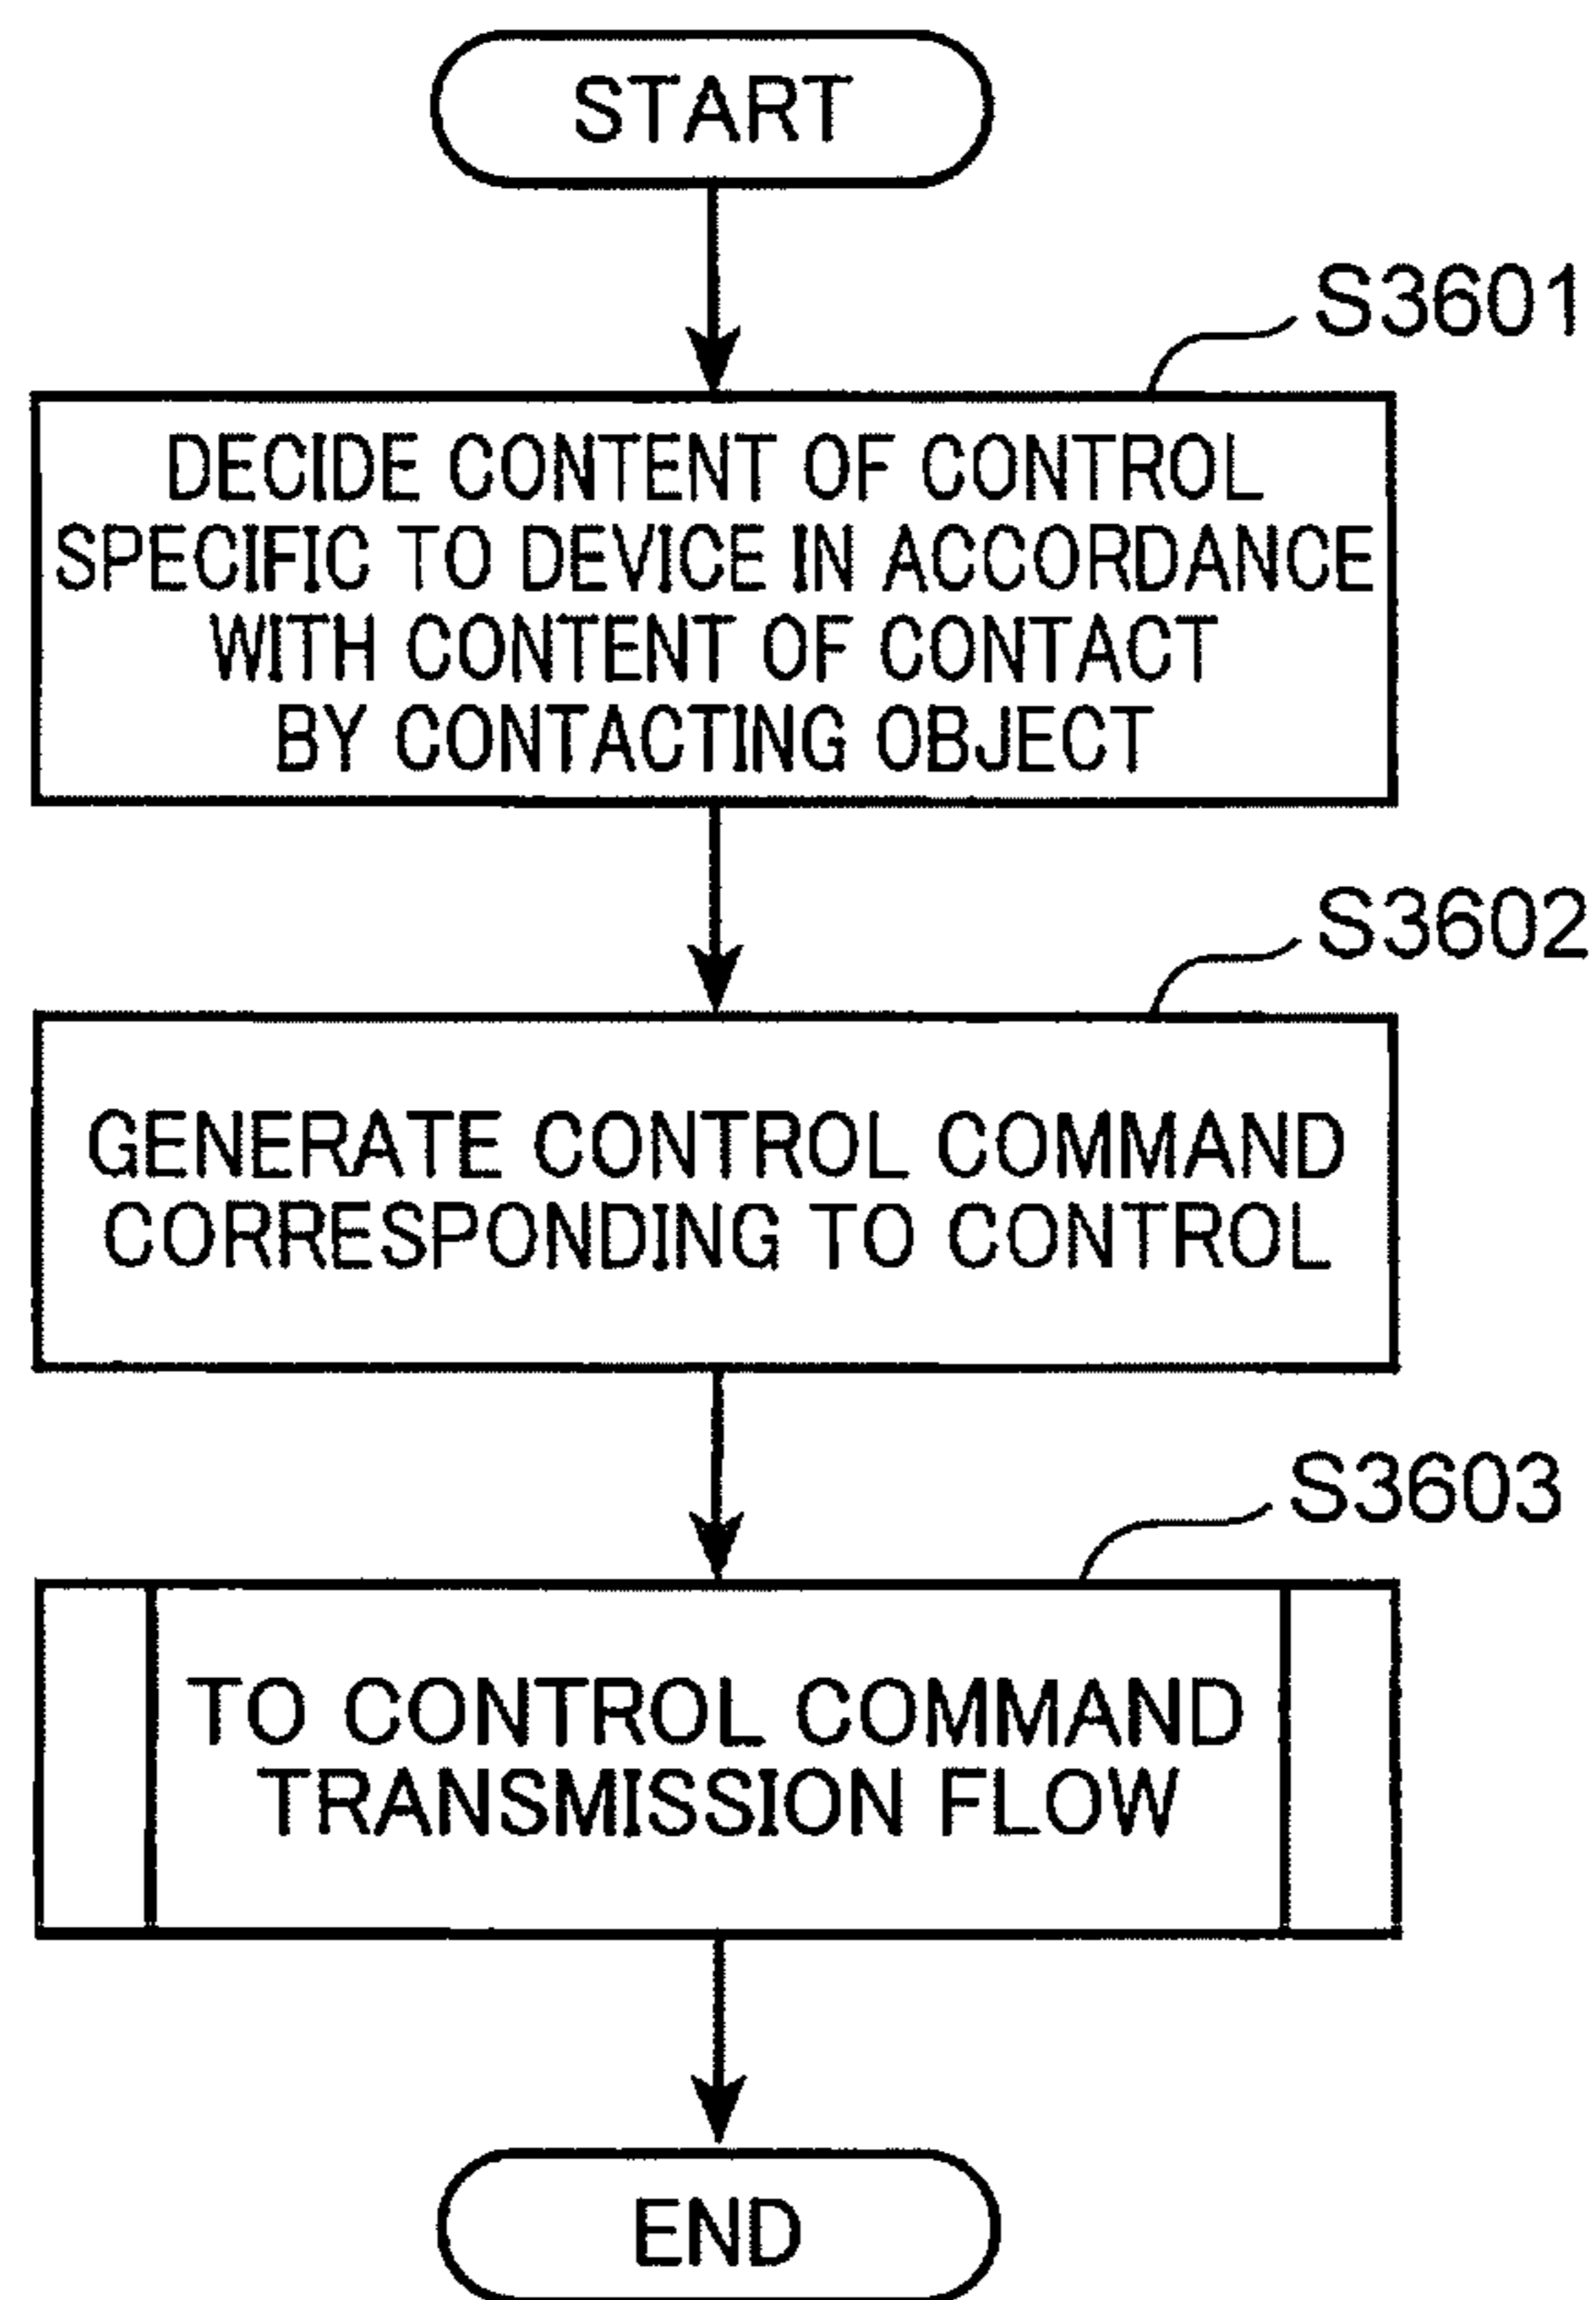 START
S3601
DECIDE CONTENT OF CONTROL
SPECIFIC TO DEVICE IN ACCORDANCE
WITH CONTENT OF CONTACT
BY CONTACTING OBJECT
S3602
GENERATE CONTROL COMMAND
CORRESPONDING TO CONTROL
S3603
TO CONTROL COMMAND
TRANSMISSION FLOW
END